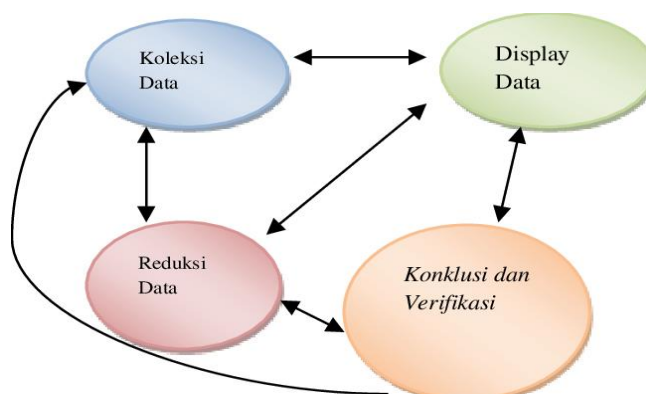 Koleksi
Data
Display
Data
Reduksi
Data
Konklusi dan
Verifikasi